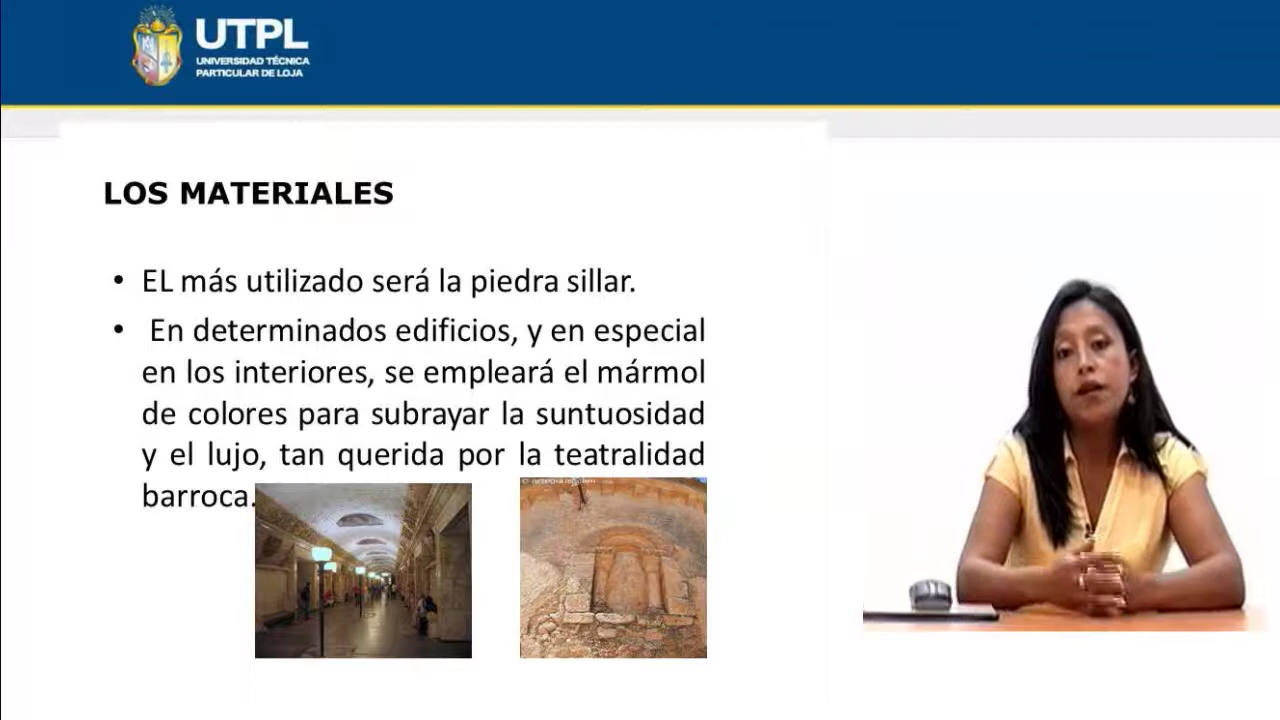 UTPL
UNIVERSIDAD TÉCNICA
PARTICULAR DE LOJA
LOS MATERIALES
• EL más utilizado será la piedra sillar.
• En determinados edificios, y en especial
en los interiores, se empleará el mármol
de colores para subrayar la suntuosidad
y el lujo, tan querida por la teatralidad
barroca.